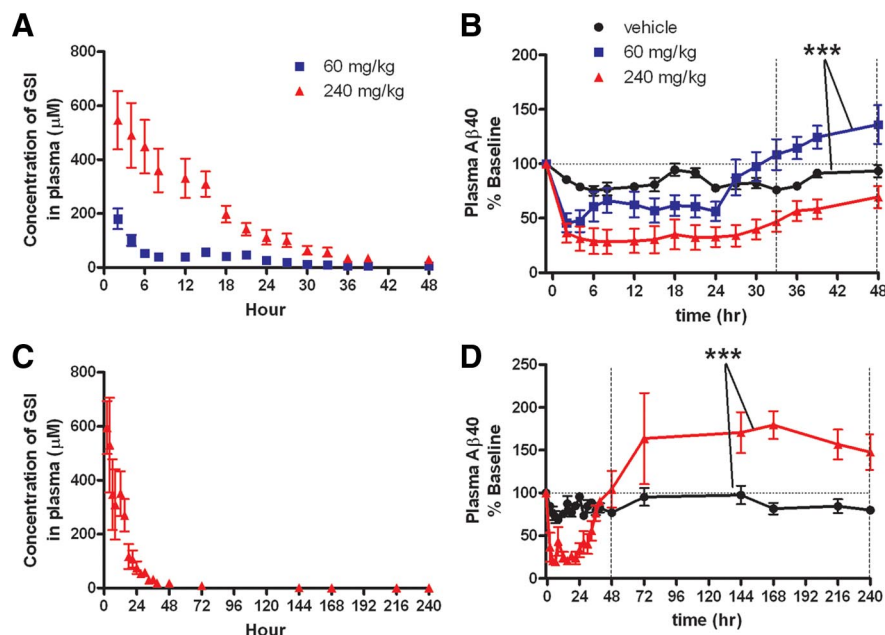 A
Concentration of GSI
in plasma (μM)
800
600
400
200
0
60 mg/kg
240 mg/kg
0 6 12 18 24 30 36 42 48
Hour
B
vehicle
60 mg/kg
240 mg/kg
***
Plasma Aβ40
% Baseline
200
150
100
50
0
0 6 12 18 24 30 36 42 48
time (hr)
C
Concentration of GSI
in plasma (μM)
800
600
400
200
0
0 24 48 72 96 120 144 168 192 216 240
Hour
D
***
Plasma Aβ40
% Baseline
250
200
150
100
50
0
0 24 48 72 96 120 144 168 192 216 240
time (hr)